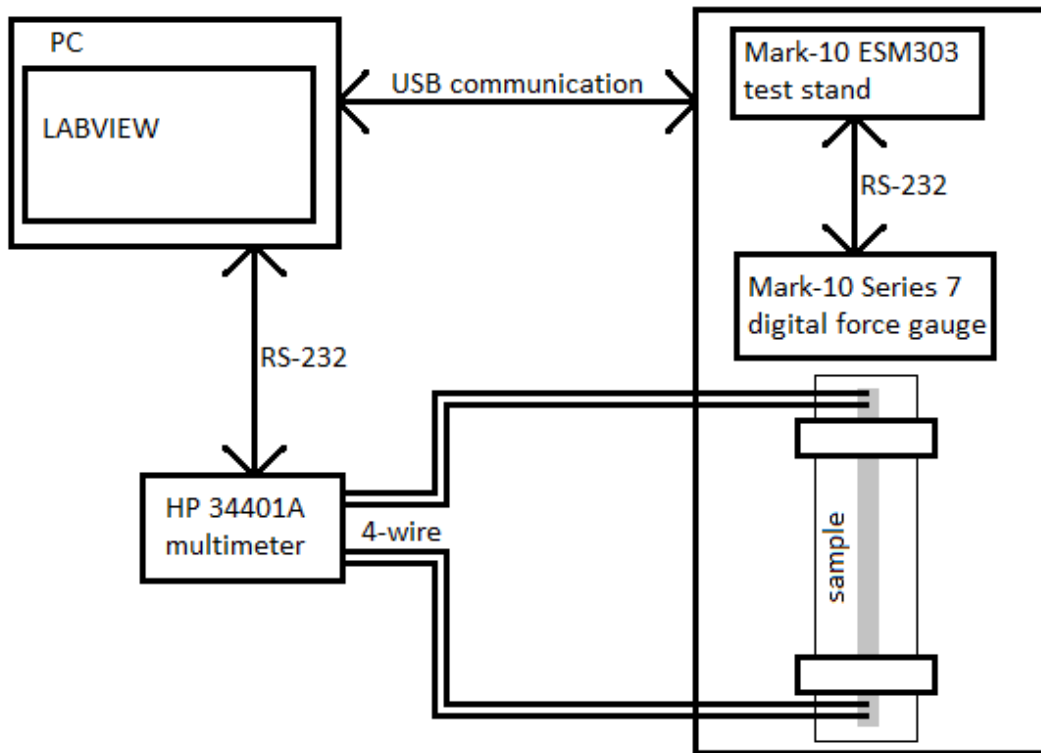 PC
LABVIEW
USB communication
Mark-10 ESM303
test stand
RS-232
Mark-10 Series 7
digital force gauge
RS-232
HP 34401A
multimeter
4-wire
sample